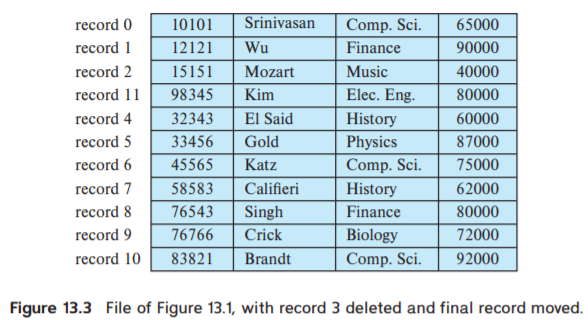 record 0 10101 Srinivasan Comp. Sci. 65000
record 1 12121 Wu Finance 90000
record 2 15151 Mozart Music 40000
record 11 98345 Kim Elec. Eng. 80000
record 4 32343 El Said History 60000
record 5 33456 Gold Physics 87000
record 6 45565 Katz Comp. Sci. 75000
record 7 58583 Califieri History 62000
record 8 76543 Singh Finance 80000
record 9 76766 Crick Biology 72000
record 10 83821 Brandt Comp. Sci. 92000
Figure 13.3 File of Figure 13.1, with record 3 deleted and final record moved.